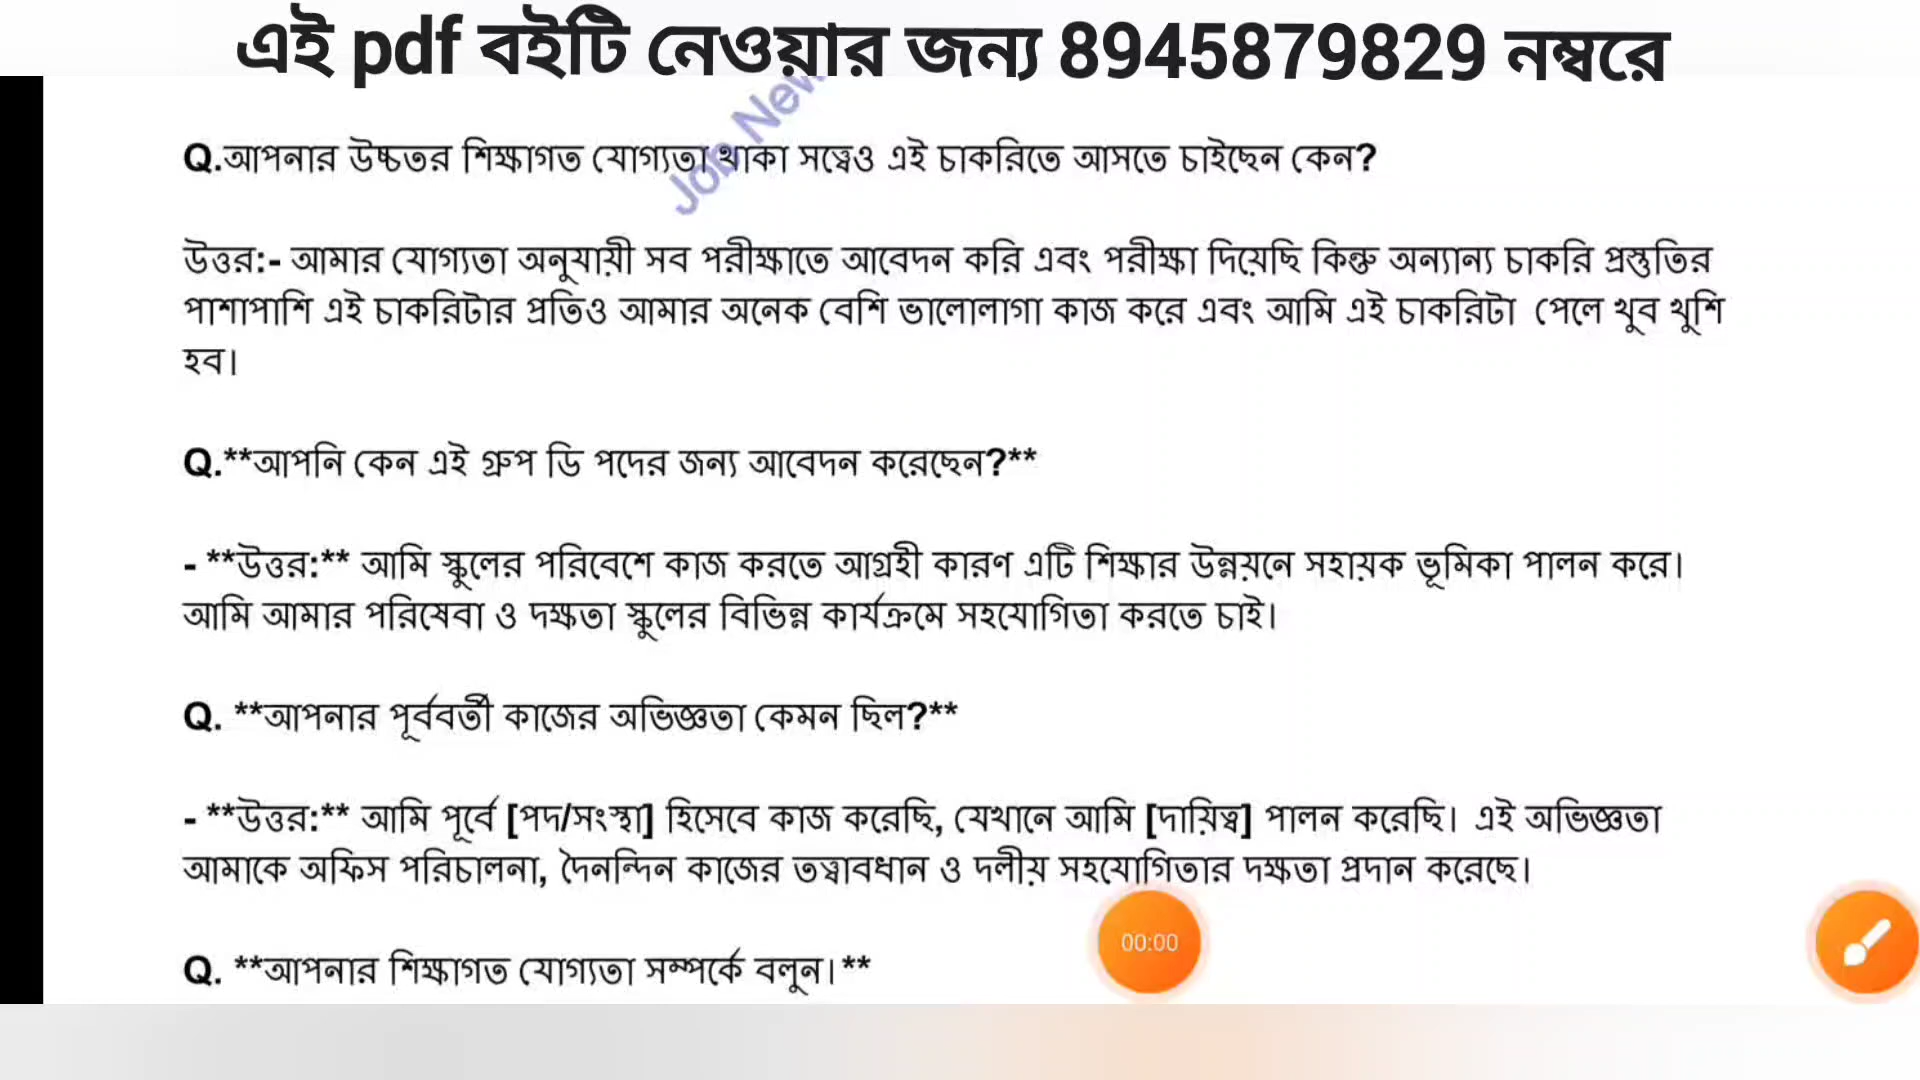 এই pdf বইটি নেওয়ার জন্য 8945879829 নম্বরে
Job New
Q.আপনার উচ্চতর শিক্ষাগত যোগ্যতা থাকা সত্ত্বেও এই চাকরিতে আসতে চাইছেন কেন?
উত্তর:- আমার যোগ্যতা অনুযায়ী সব পরীক্ষাতে আবেদন করি এবং পরীক্ষা দিয়েছি কিন্তু অন্যান্য চাকরি প্রস্তুতির
পাশাপাশি এই চাকরিটার প্রতিও আমার অনেক বেশি ভালোলাগা কাজ করে এবং আমি এই চাকরিটা পেলে খুব খুশি
হব।
Q.**আপনি কেন এই গ্রুপ ডি পদের জন্য আবেদন করেছেন?**
- **উত্তর:** আমি স্কুলের পরিবেশে কাজ করতে আগ্রহী কারণ এটি শিক্ষার উন্নয়নে সহায়ক ভূমিকা পালন করে।
আমি আমার পরিষেবা ও দক্ষতা স্কুলের বিভিন্ন কার্যক্রমে সহযোগিতা করতে চাই।
Q. **আপনার পূর্ববর্তী কাজের অভিজ্ঞতা কেমন ছিল?**
- **উত্তর:** আমি পূর্বে [পদ/সংস্থা] হিসেবে কাজ করেছি, যেখানে আমি [দায়িত্ব] পালন করেছি। এই অভিজ্ঞতা
আমাকে অফিস পরিচালনা, দৈনন্দিন কাজের তত্ত্বাবধান ও দলীয় সহযোগিতার দক্ষতা প্রদান করেছে।
00:00
Q. **আপনার শিক্ষাগত যোগ্যতা সম্পর্কে বলুন।**